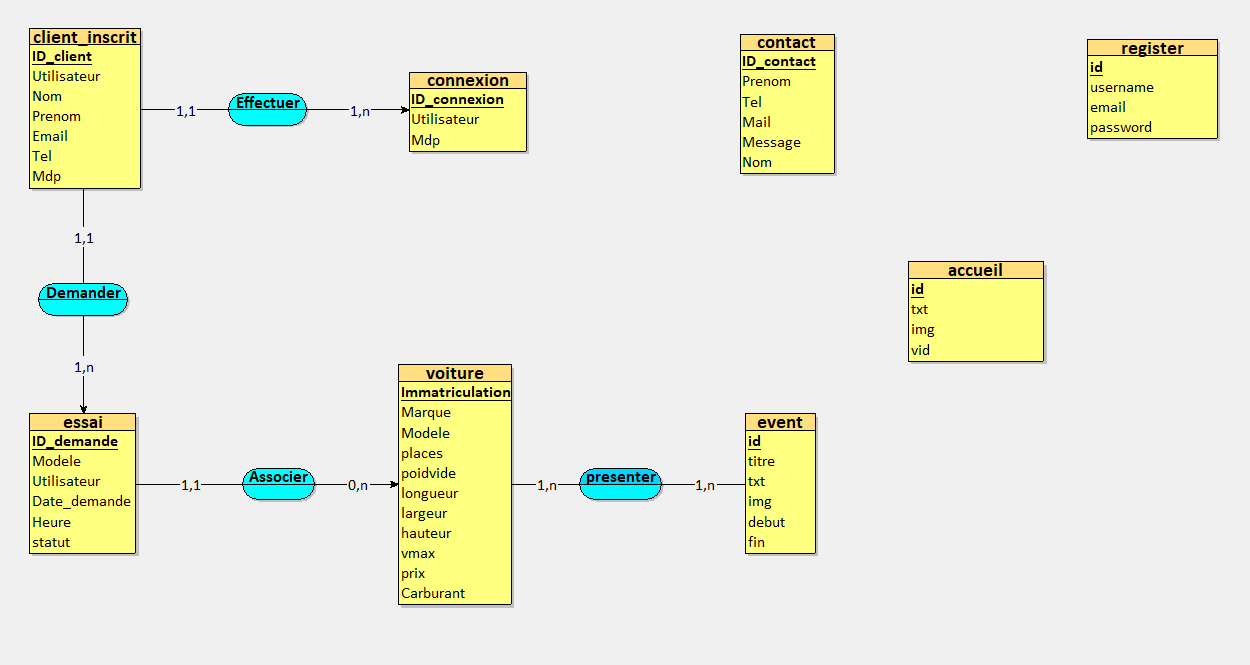 client_inscrit
ID_client
Utilisateur
Nom
Prenom
Email
Tel
Mdp
1,1
Effectuer
1,n
connexion
ID_connexion
Utilisateur
Mdp
contact
ID_contact
Prenom
Tel
Mail
Message
Nom
register
id
username
email
password
1,1
Demander
1,n
accueil
id
txt
img
vid
essai
ID_demande
Modele
Utilisateur
Date_demande
Heure
statut
1,1
Associer
0,n
voiture
Immatriculation
Marque
Modele
places
poidvide
longueur
largeur
hauteur
vmax
prix
Carburant
1,n
presenter
1,n
event
id
titre
txt
img
debut
fin